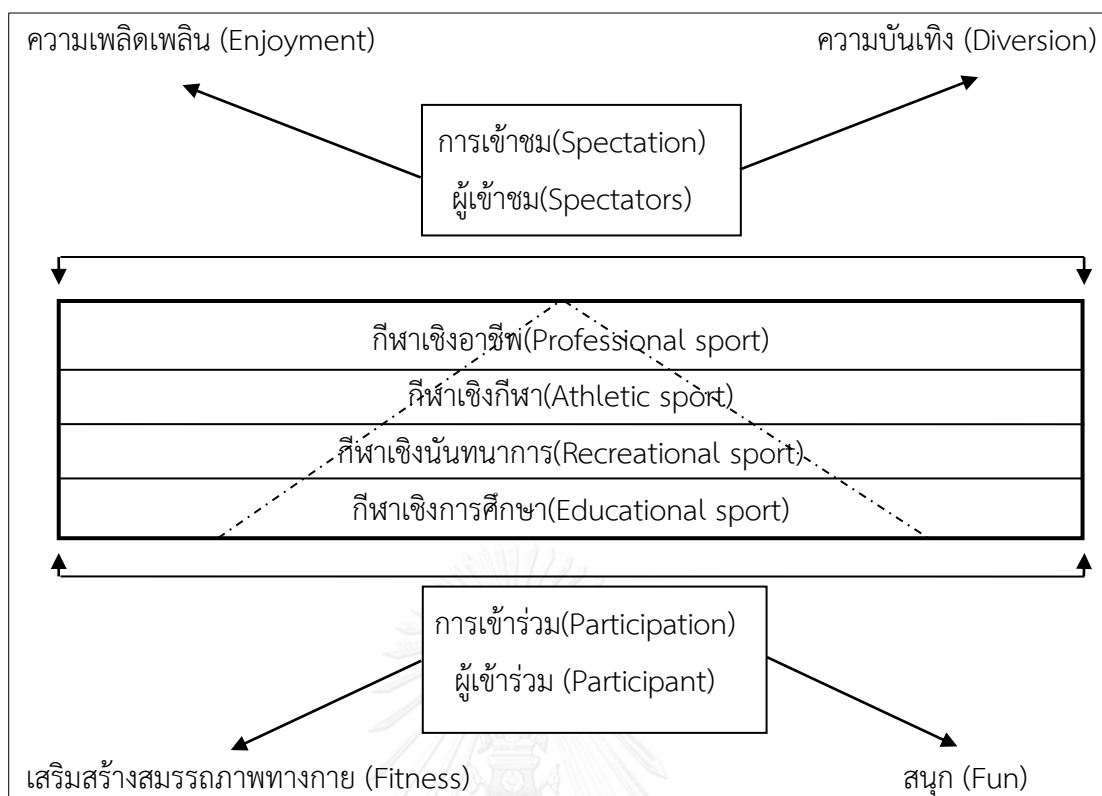 ความเพลิดเพลิน (Enjoyment) ความบันเทิง (Diversion)
การเข้าชม(Spectation)
ผู้เข้าชม(Spectators)
กีฬาเชิงอาชีพ(Professional sport)
กีฬาเชิงกีฬา(Athletic sport)
กีฬาเชิงนันทนาการ(Recreational sport)
กีฬาเชิงการศึกษา(Educational sport)
การเข้าร่วม(Participation)
ผู้เข้าร่วม (Participant)
เสริมสร้างสมรรถภาพทางกาย (Fitness) สนุก (Fun)